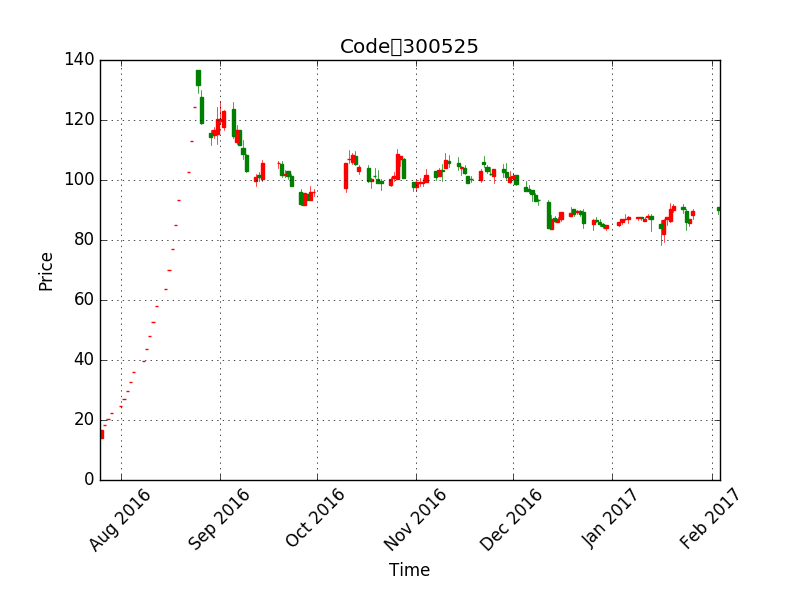 Code▯300525
140
120
100
80
60
40
20
0
Price
Aug 2016
Sep 2016
Oct 2016
Nov 2016
Dec 2016
Jan 2017
Feb 2017
Time